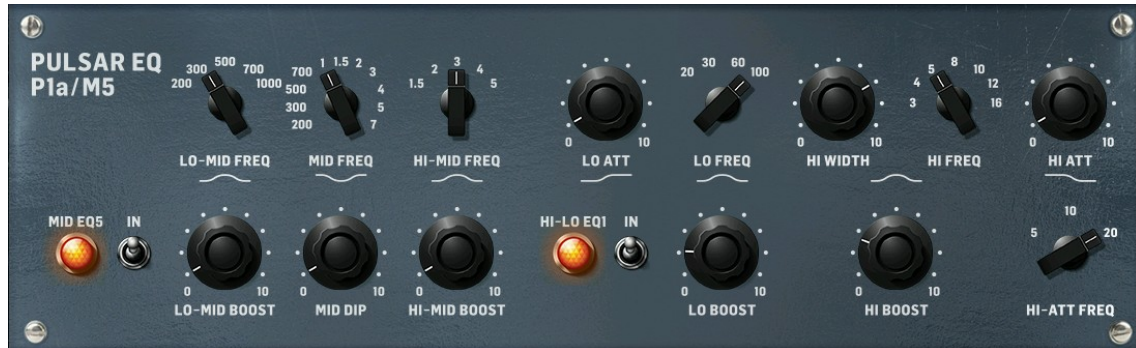 PULSAR EQ
P1a/M5
200 300 500 700 1000
LO-MID FREQ
200 300 500 700 1 1.5 2 3 4 5 7
MID FREQ
1.5 2 3 4 5
HI-MID FREQ
0 10
LO ATT
20 30 60 100
LO FREQ
0 10
HI WIDTH
3 4 5 8 10 12 16
HI FREQ
0 10
HI ATT
MID EQ5
IN
0 10
LO-MID BOOST
0 10
MID DIP
0 10
HI-MID BOOST
HI-LO EQ1
IN
0 10
LO BOOST
0 10
HI BOOST
5 10 20
HI-ATT FREQ